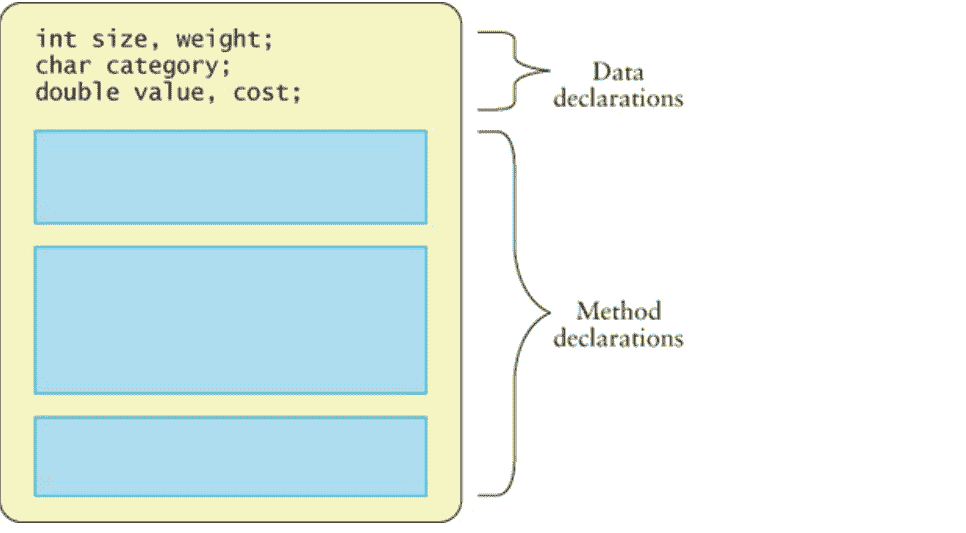 int size, weight;
char category;
double value, cost;
Data
declarations
Method
declarations